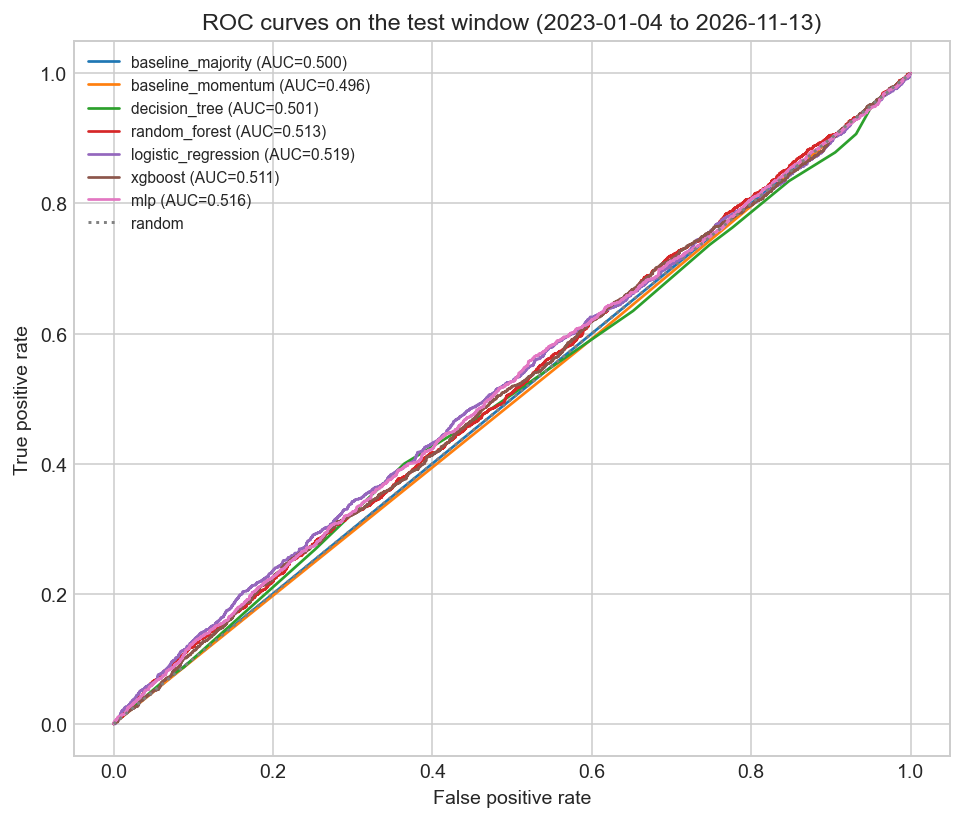 ROC curves on the test window (2023-01-04 to 2026-11-13)
baseline_majority (AUC=0.500)
baseline_momentum (AUC=0.496)
decision_tree (AUC=0.501)
random_forest (AUC=0.513)
logistic_regression (AUC=0.519)
xgboost (AUC=0.511)
mlp (AUC=0.516)
random
True positive rate
1.0
0.8
0.6
0.4
0.2
0.0
0.0 0.2 0.4 0.6 0.8 1.0
False positive rate